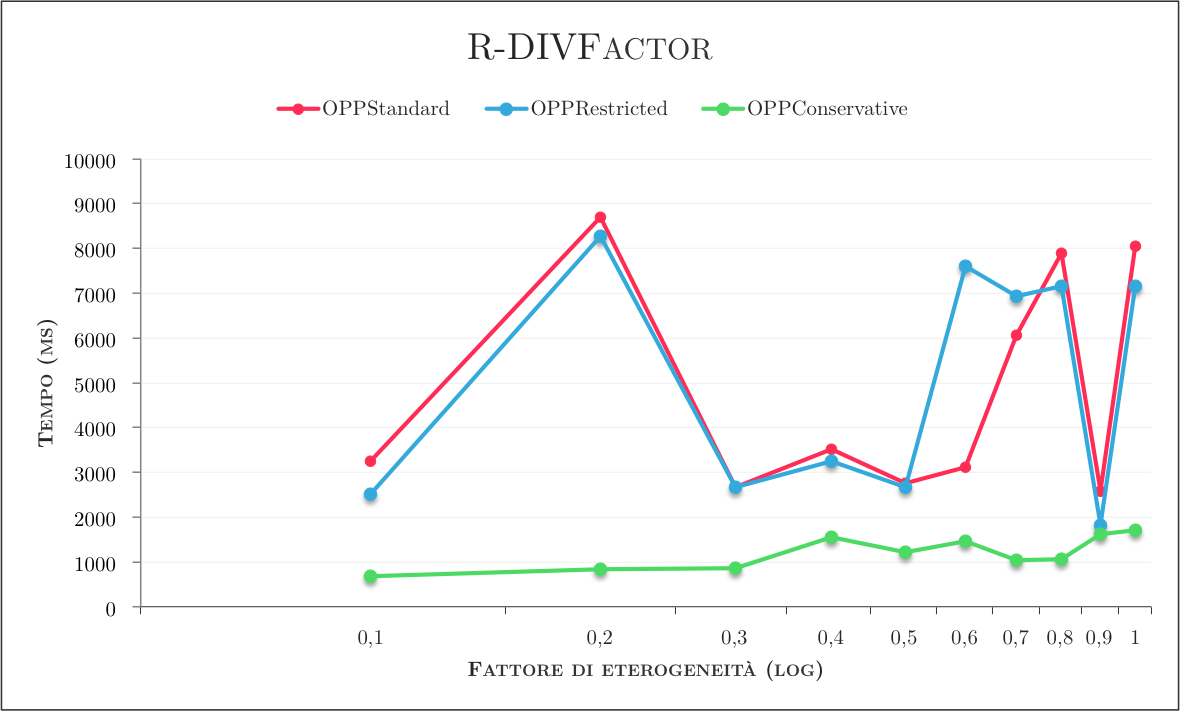 R-DIVFactor
OPPStandard OPPRestricted OPPConservative
10000
9000
8000
7000
6000
5000
4000
3000
2000
1000
0
Tempo (ms)
0,1 0,2 0,3 0,4 0,5 0,6 0,7 0,8 0,9 1
Fattore di eterogeneità (log)